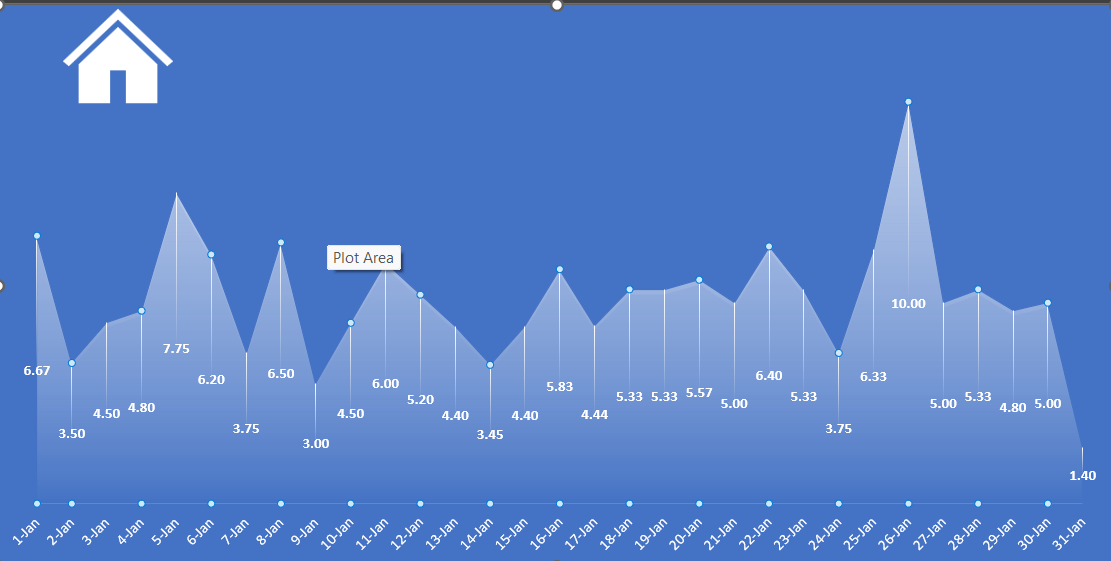 Plot Area
6.67
3.50
4.50
4.80
7.75
6.20
3.75
6.50
3.00
4.50
6.00
5.20
4.40
3.45
4.40
5.83
4.44
5.33
5.33
5.57
5.00
6.40
5.33
3.75
6.33
10.00
5.00
5.33
4.80
5.00
1.40
1-Jan
2-Jan
3-Jan
4-Jan
5-Jan
6-Jan
7-Jan
8-Jan
9-Jan
10-Jan
11-Jan
12-Jan
13-Jan
14-Jan
15-Jan
16-Jan
17-Jan
18-Jan
19-Jan
20-Jan
21-Jan
22-Jan
23-Jan
24-Jan
25-Jan
26-Jan
27-Jan
28-Jan
29-Jan
30-Jan
31-Jan